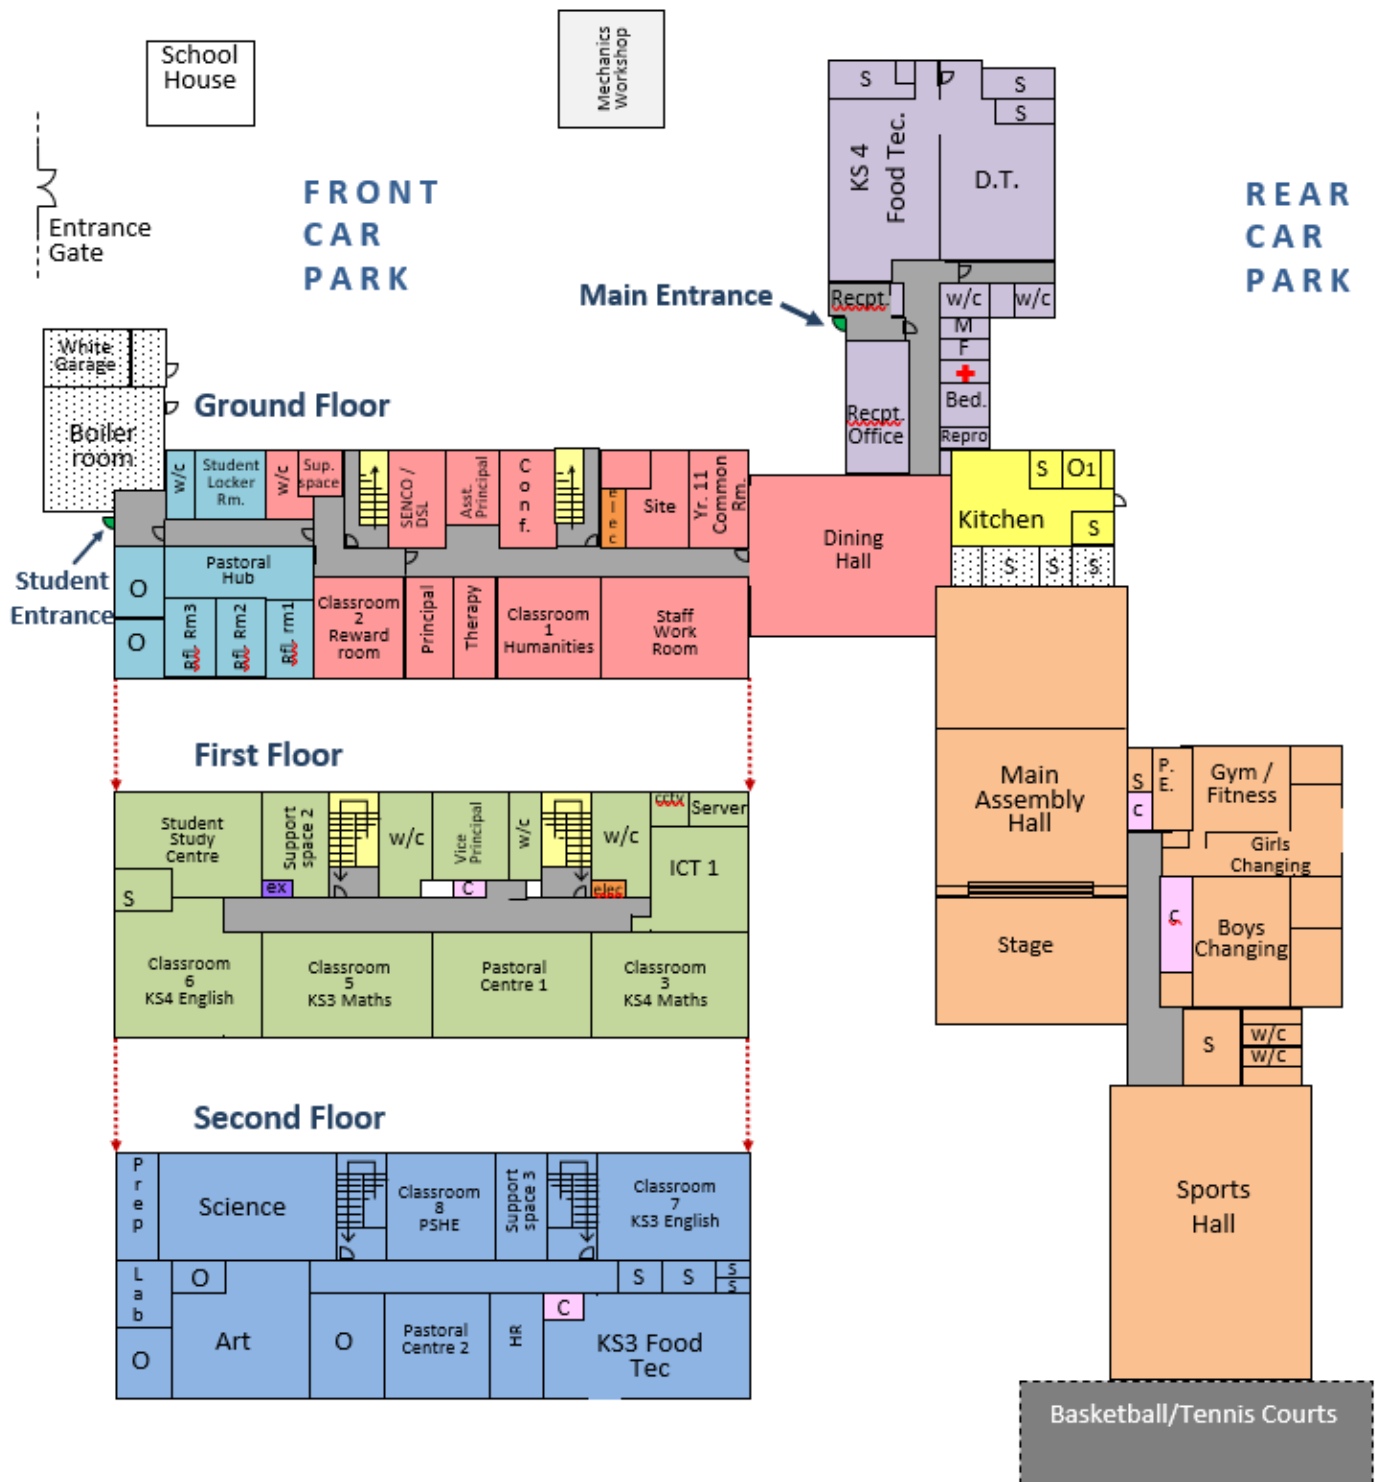 School
House
Mechanics
Workshop
Entrance
Gate
FRONT
CAR
PARK
REAR
CAR
PARK
S
S
S
KS 4
Food Tec.
D.T.
Main Entrance
Recpt.
w/c
w/c
M
F
Bed.
Repro
Recpt.
Office
White
Garage
Boiler
room
Ground Floor
w/c
Student
Locker
Rm.
w/c
Sup.
space
SENCO /
DSL
Asst.
Principal
Conf.
elec
Site
Yr. 11
Common
Rm.
Dining
Hall
S
O1
Kitchen
S
S
S
S
Student
Entrance
O
O
Pastoral
Hub
Rfl. Rm3
Rfl. Rm2
Rfl. rm1
Classroom
2
Reward
room
Principal
Therapy
Classroom
1
Humanities
Staff
Work
Room
First Floor
Student
Study
Centre
S
Support
space 2
ex
w/c
Vice
Principal
C
w/c
w/c
elec
cctv
Server
ICT 1
Classroom
6
KS4 English
Classroom
5
KS3 Maths
Pastoral
Centre 1
Classroom
3
KS4 Maths
Main
Assembly
Hall
Stage
S
C
P.
E.
Gym /
Fitness
Girls
Changing
C
Boys
Changing
S
w/c
w/c
Second Floor
Prep
Science
Classroom
8
PSHE
Support
space 3
Classroom
7
KS3 English
Lab
O
O
Art
O
Pastoral
Centre 2
HR
C
S
S
S
S
KS3 Food
Tec
Sports
Hall
Basketball/Tennis Courts